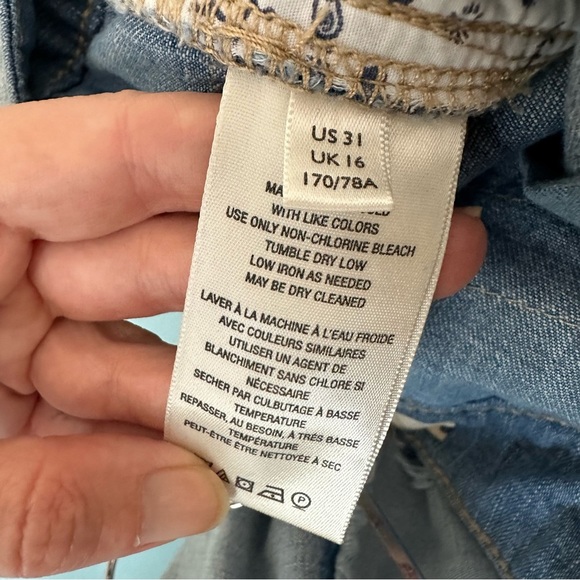 US 31
UK 16
170/78A
WITH LIKE COLORS
USE ONLY NON-CHLORINE BLEACH
TUMBLE DRY LOW
LOW IRON AS NEEDED
MAY BE DRY CLEANED
LAVER À LA MACHINE À L'EAU FROIDE
AVEC COULEURS SIMILAIRES
UTILISER UN AGENT DE
BLANCHIMENT SANS CHLORE SI
NÉCESSAIRE
SECHER PAR CULBUTAGE À BASSE
TEMPERATURE
REPASSER, AU BESOIN, À TRÈS BASSE
TEMPÉRATURE
PEUT-ÊTRE ÊTRE NETTOYÉE À SEC